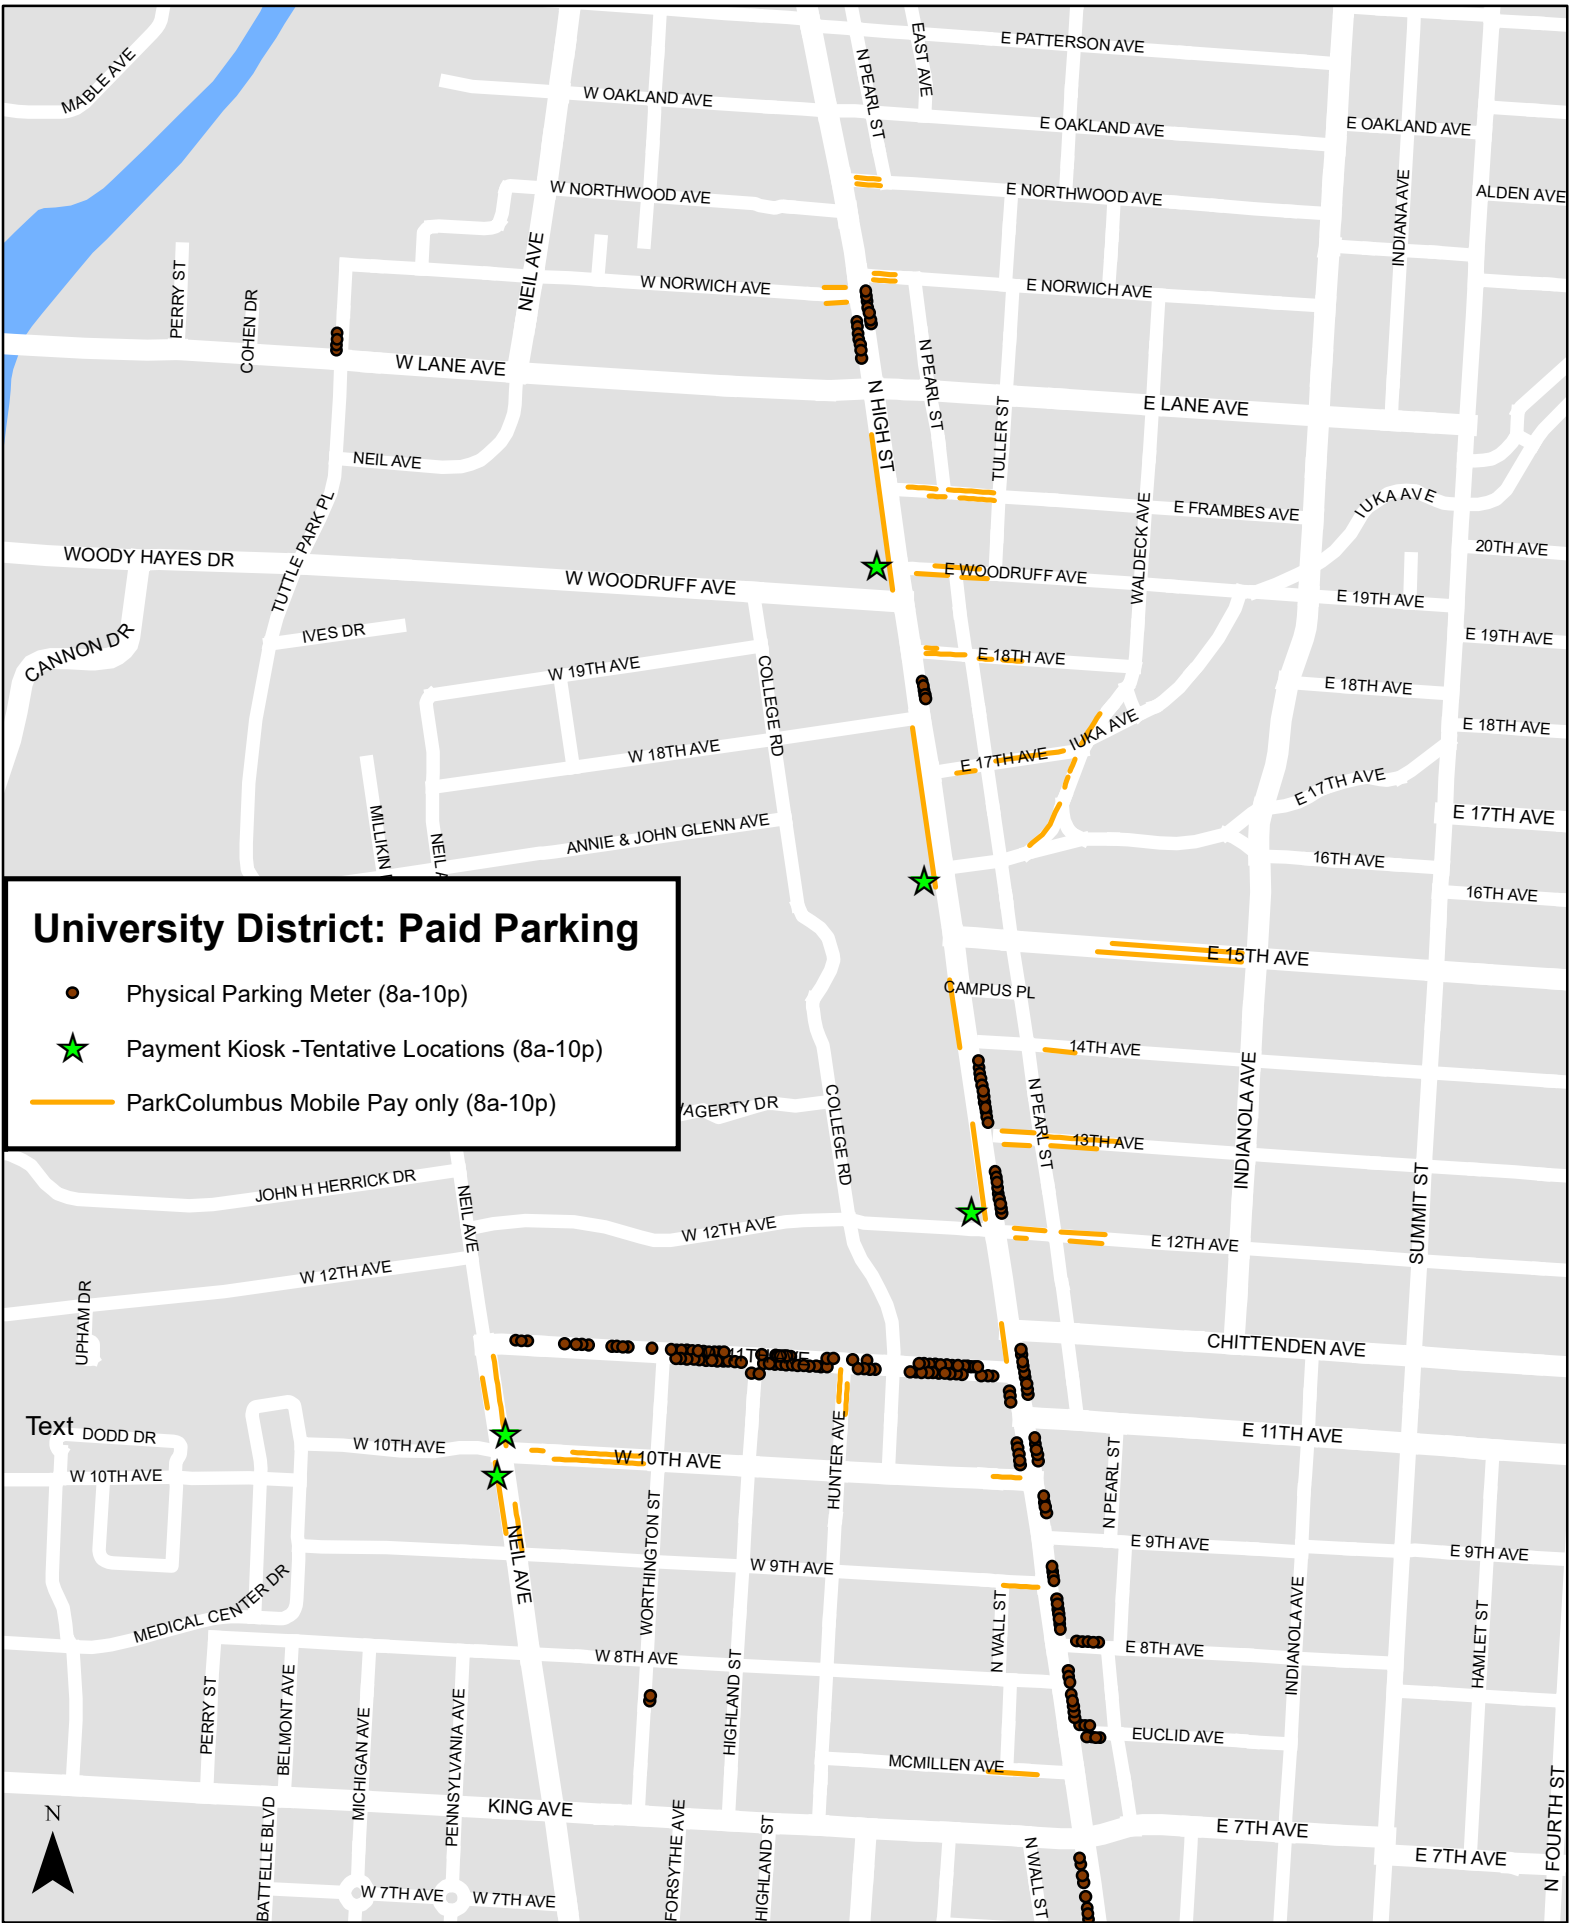 MABLE AVE
EAST AVE
N PEARL ST
E PATTERSON AVE
W OAKLAND AVE
E OAKLAND AVE
E OAKLAND AVE
W NORTHWOOD AVE
E NORTHWOOD AVE
INDIANA AVE
ALDEN AVE
NEIL AVE
PERRY ST
COHEN DR
W NORWICH AVE
E NORWICH AVE
W LANE AVE
N HIGH ST
N PEARL ST
TULLER ST
E LANE AVE
NEIL AVE
TUTTLE PARK PL
E FRAMBES AVE
IUKA AVE
WALDECK AVE
20TH AVE
WOODY HAYES DR
W WOODRUFF AVE
E WOODRUFF AVE
E 19TH AVE
CANNON DR
IVES DR
E 19TH AVE
W 19TH AVE
COLLEGE RD
E 18TH AVE
E 18TH AVE
W 18TH AVE
E 17TH AVE
IUKA AVE
E 18TH AVE
E 17TH AVE
E 17TH AVE
MILLIKIN
NEIL A
ANNIE & JOHN GLENN AVE
16TH AVE
16TH AVE
University District: Paid Parking
Physical Parking Meter (8a-10p)
Payment Kiosk -Tentative Locations (8a-10p)
ParkColumbus Mobile Pay only (8a-10p)
E 15TH AVE
CAMPUS PL
14TH AVE
N PEARL ST
INDIANOLA AVE
AGERTY DR
COLLEGE RD
13TH AVE
SUMMIT ST
JOHN H HERRICK DR
NEIL AVE
W 12TH AVE
E 12TH AVE
W 12TH AVE
UPHAM DR
CHITTENDEN AVE
11TH AVE
Text
DODD DR
W 10TH AVE
W 10TH AVE
W 10TH AVE
HUNTER AVE
E 11TH AVE
N PEARL ST
WORTHINGTON ST
NEIL AVE
W 9TH AVE
E 9TH AVE
E 9TH AVE
MEDICAL CENTER DR
N WALL ST
INDIANOLA AVE
HAMLET ST
W 8TH AVE
E 8TH AVE
PERRY ST
BELMONT AVE
MICHIGAN AVE
PENNSYLVANIA AVE
HIGHLAND ST
EUCLID AVE
MCMILLEN AVE
N FOURTH ST
N
KING AVE
E 7TH AVE
E 7TH AVE
BATTELLE BLVD
FORSYTHE AVE
HIGHLAND ST
N WALL ST
W 7TH AVE
W 7TH AVE